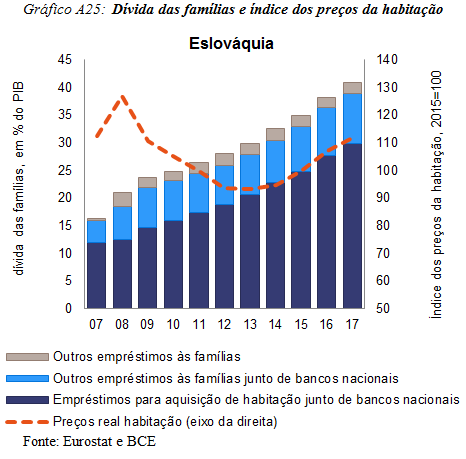 Gráfico A25: Dívida das famílias e índice dos preços da habitação
Eslováquia
dívida das famílias, em % do PIB
Índice dos preços da habitação, 2015=100
45
40
35
30
25
20
15
10
5
0
140
130
120
110
100
90
80
70
60
50
07 08 09 10 11 12 13 14 15 16 17
Outros empréstimos às famílias
Outros empréstimos às famílias junto de bancos nacionais
Empréstimos para aquisição de habitação junto de bancos nacionais
Preços real habitação (eixo da direita)
Fonte: Eurostat e BCE